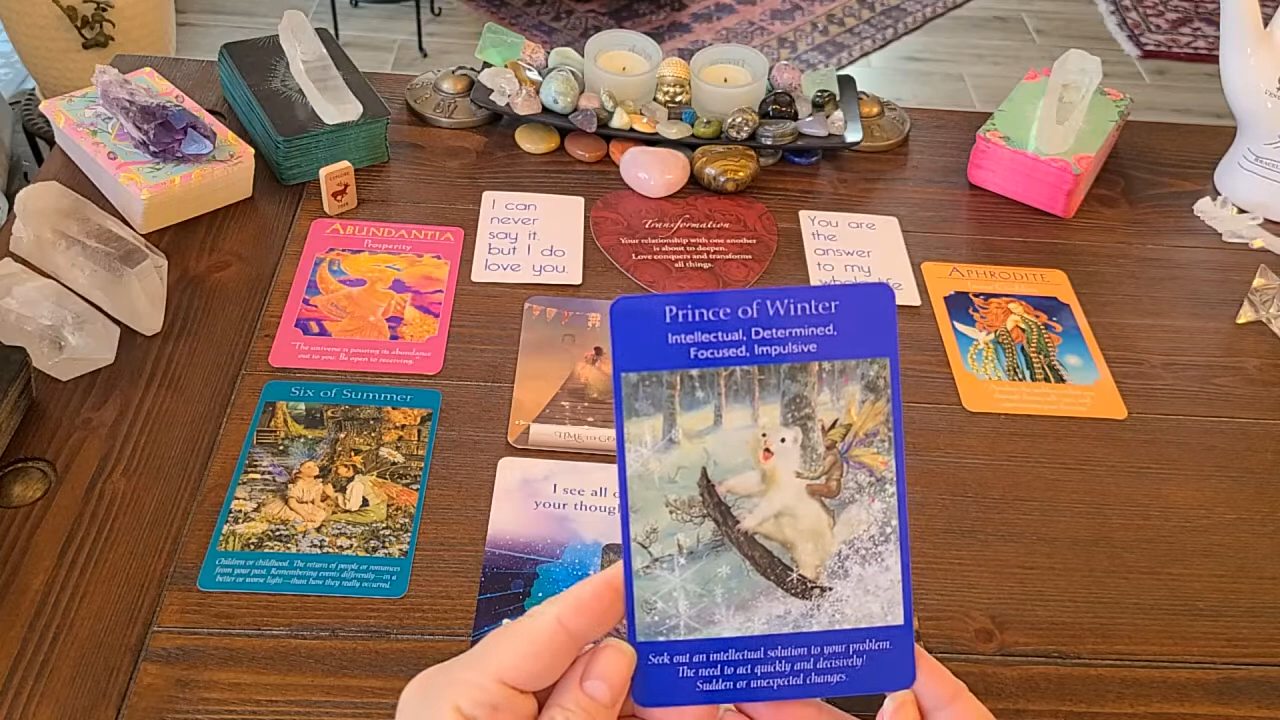 I can
never
say it.
but I do
love you.
Transformation
Your relationship with one another
is about to deepen.
Love conquers and transforms
all things.
You are
the
answer
to my
ABUNDANTIA
Prosperity
"The universe is pouring its abundance
out to you. Be open to receiving."
APHRODITE
Prince of Winter
Intellectual, Determined,
Focused, Impulsive
Seek out an intellectual solution to your problem.
The need to act quickly and decisively!
Sudden or unexpected changes.
TIME TO
Six of Summer
Children or childhood. The return of people or romances
from your past. Remembering events differently—in a
better or worse light—than how they really occurred.
I see all
your